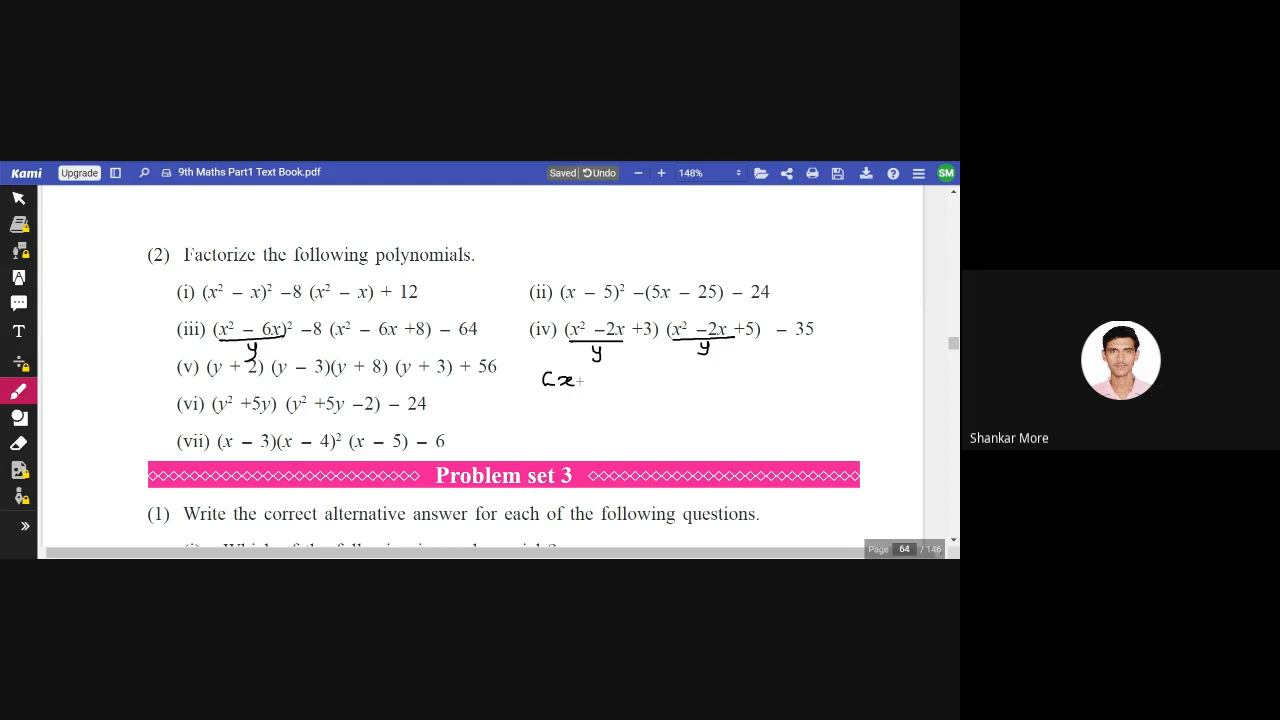 Kami Upgrade 9th Maths Part1 Text Book.pdf Saved Undo 148% SM
(2) Factorize the following polynomials.
(i) (x² – x)² –8 (x² – x) + 12 (ii) (x – 5)² –(5x – 25) – 24
(iii) (x² – 6x)² –8 (x² – 6x +8) – 64 (iv) (x² –2x +3) (x² –2x +5) – 35
y y y
(v) (y + 2) (y – 3)(y + 8) (y + 3) + 56
(x+
(vi) (y² +5y) (y² +5y –2) – 24
(vii) (x – 3)(x – 4)² (x – 5) – 6
Shankar More
Problem set 3
(1) Write the correct alternative answer for each of the following questions.
Page 64 / 146